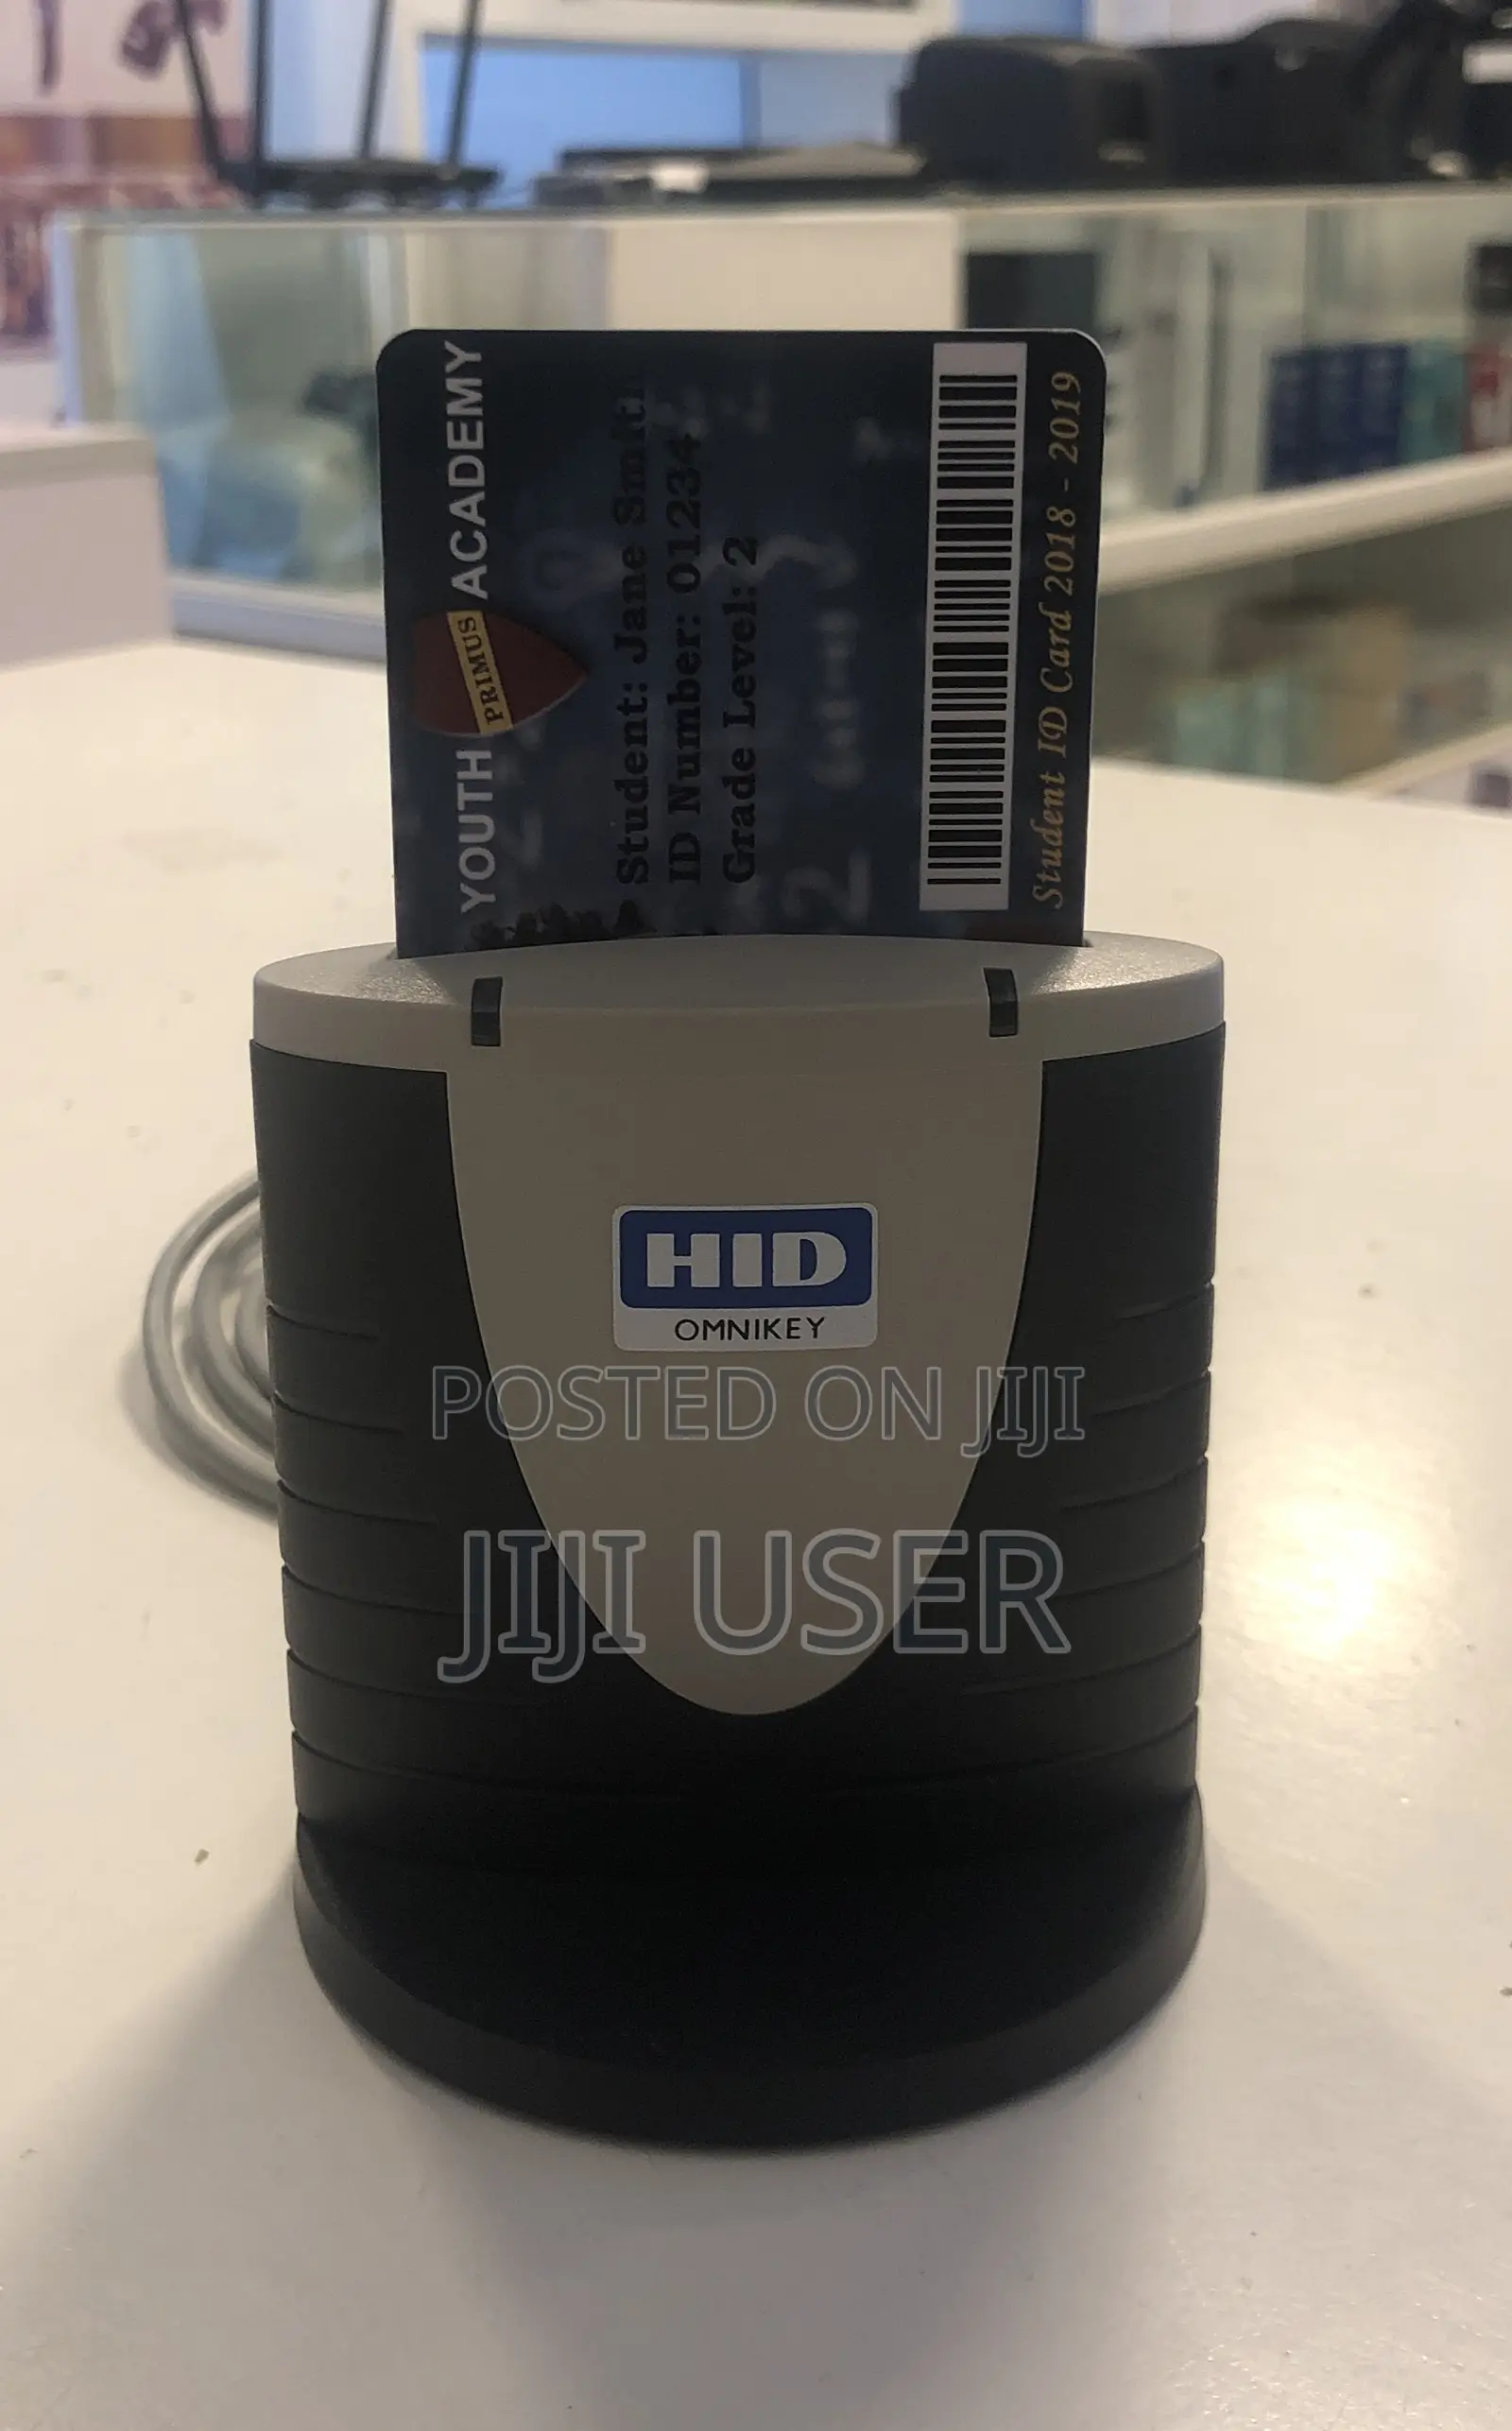 YOUTH PRIMUS ACADEMY
Student: Jane Smith
ID Number: 01234
Grade Level: 2
Student ID Card 2018 - 2019
HID
OMNIKEY
POSTED ON JIJI
JIJI USER